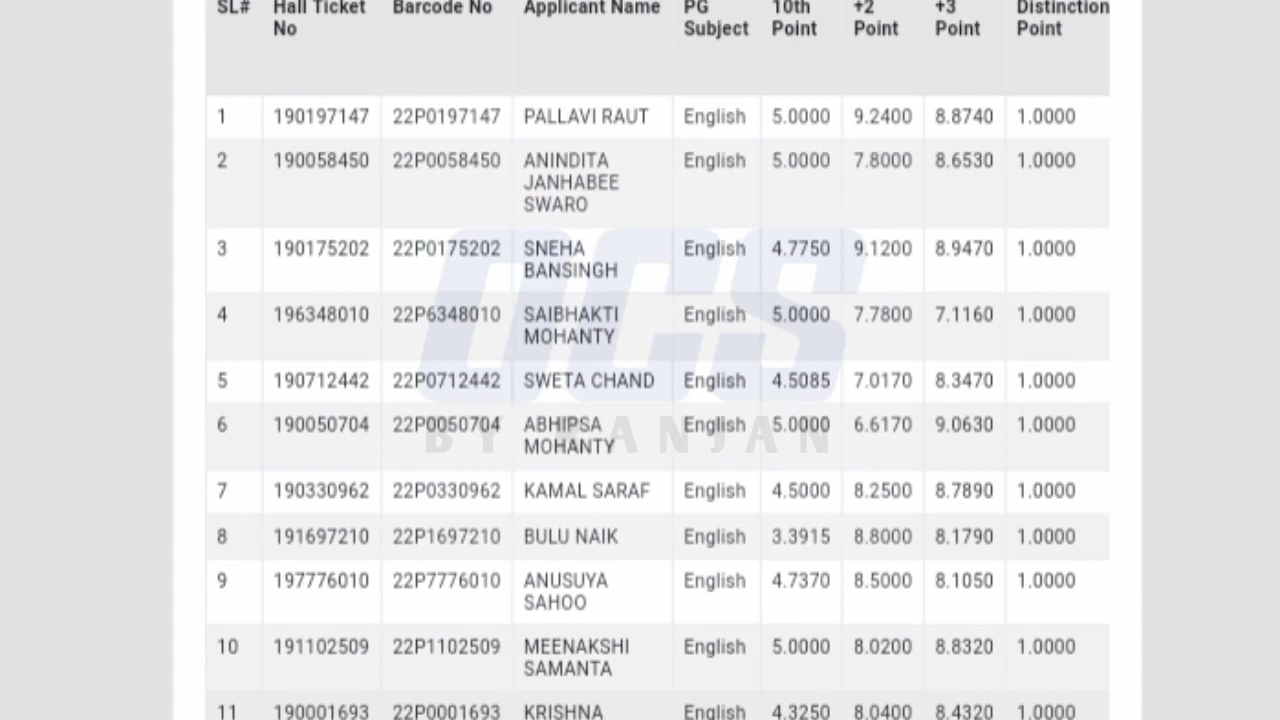 SL# Hall Ticket No Barcode No Applicant Name PG Subject 10th Point +2 Point +3 Point Distinction Point
1 190197147 22P0197147 PALLAVI RAUT English 5.0000 9.2400 8.8740 1.0000
2 190058450 22P0058450 ANINDITA JANHABEE SWARO English 5.0000 7.8000 8.6530 1.0000
3 190175202 22P0175202 SNEHA BANSINGH English 4.7750 9.1200 8.9470 1.0000
4 196348010 22P6348010 SAIBHAKTI MOHANTY English 5.0000 7.7800 7.1160 1.0000
5 190712442 22P0712442 SWETA CHAND English 4.5085 7.0170 8.3470 1.0000
6 190050704 22P0050704 ABHIPSA MOHANTY English 5.0000 6.6170 9.0630 1.0000
7 190330962 22P0330962 KAMAL SARAF English 4.5000 8.2500 8.7890 1.0000
8 191697210 22P1697210 BULU NAIK English 3.3915 8.8000 8.1790 1.0000
9 197776010 22P7776010 ANUSUYA SAHOO English 4.7370 8.5000 8.1050 1.0000
10 191102509 22P1102509 MEENAKSHI SAMANTA English 5.0000 8.0200 8.8320 1.0000
11 190001693 22P0001693 KRISHNA English 4.3250 8.0400 8.4320 1.0000
OCS
BY RANJAN